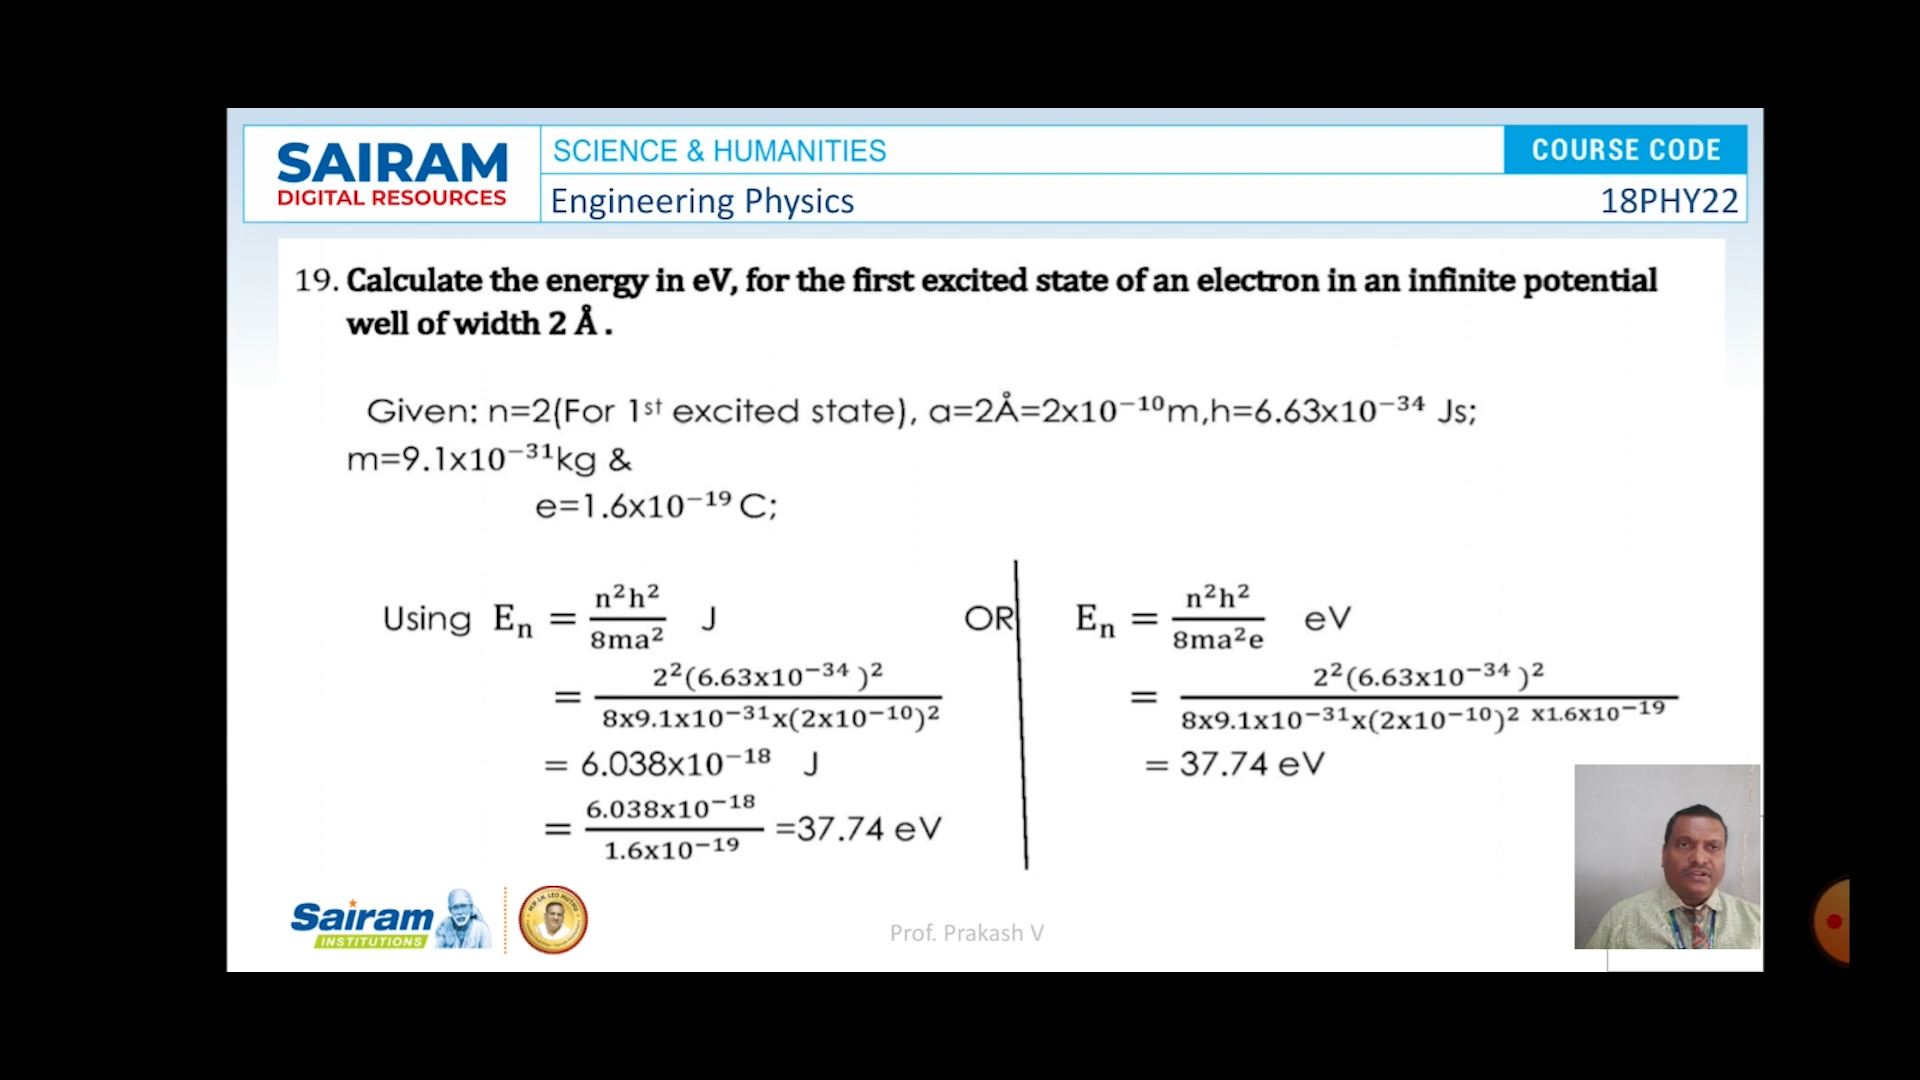 SAIRAM
DIGITAL RESOURCES
SCIENCE & HUMANITIES
COURSE CODE
Engineering Physics
18PHY22
19. Calculate the energy in eV, for the first excited state of an electron in an infinite potential
well of width 2 Å .
Given: n=2(For 1ˢᵗ excited state), a=2Å=2x10⁻¹⁰m,h=6.63x10⁻³⁴ Js;
m=9.1x10⁻³¹kg &
e=1.6x10⁻¹⁹ C;
Using Eₙ = n²h² / 8ma² J OR Eₙ = n²h² / 8ma²e eV
= 2²(6.63x10⁻³⁴ )² / 8x9.1x10⁻³¹x(2x10⁻¹⁰)² = 2²(6.63x10⁻³⁴ )² / 8x9.1x10⁻³¹x(2x10⁻¹⁰)² x1.6x10⁻¹⁹
= 6.038x10⁻¹⁸ J = 37.74 eV
= 6.038x10⁻¹⁸ / 1.6x10⁻¹⁹ =37.74 eV
Sairam
INSTITUTIONS
Prof. Prakash V